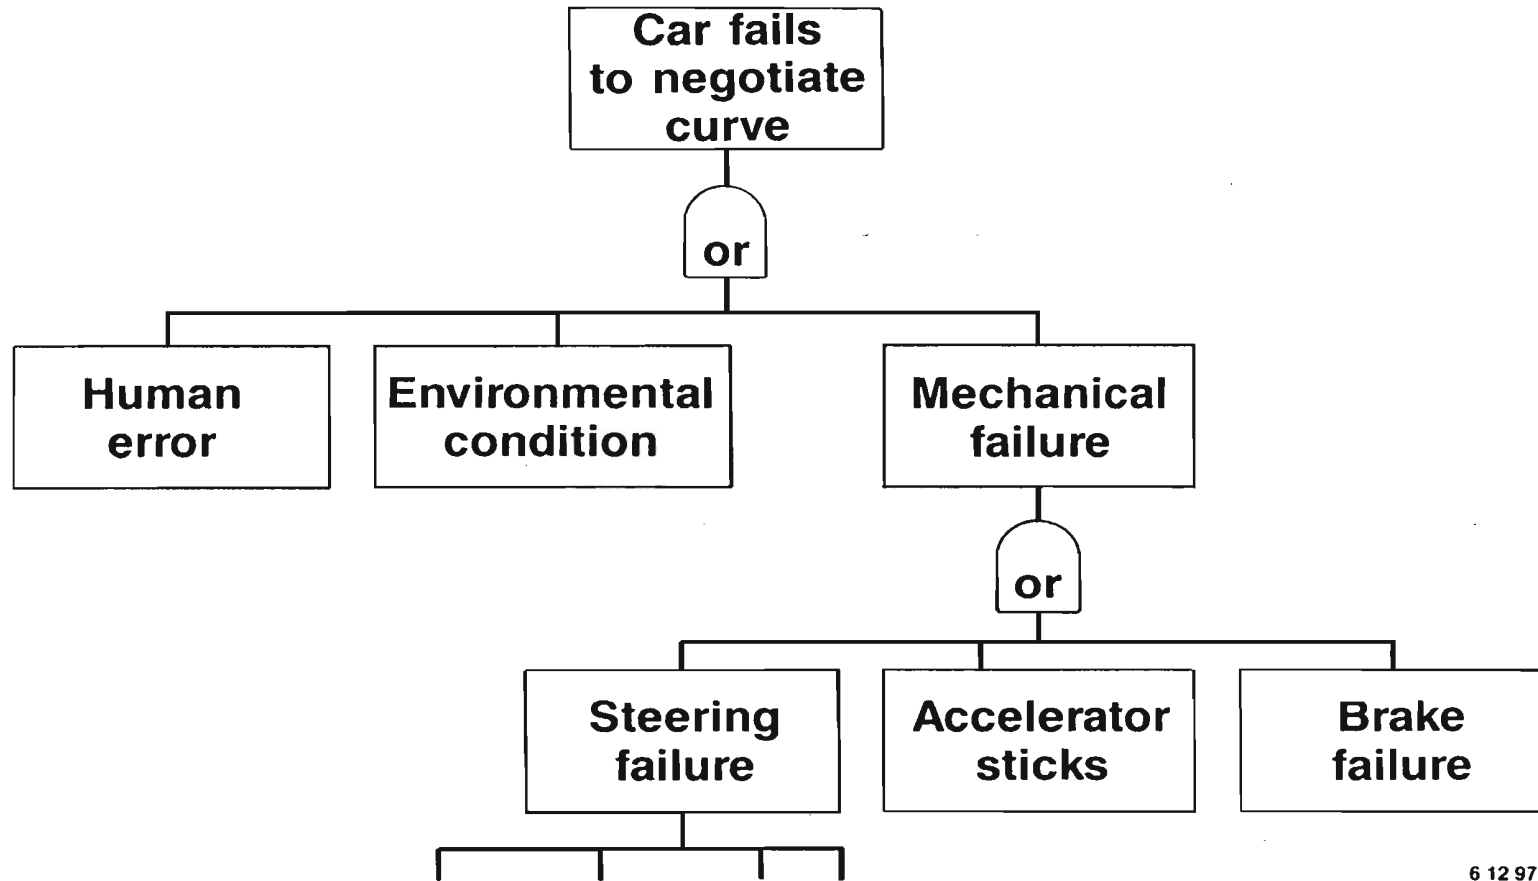 Car fails
to negotiate
curve
or
Human
error
Environmental
condition
Mechanical
failure
or
Steering
failure
Accelerator
sticks
Brake
failure
6 12 97